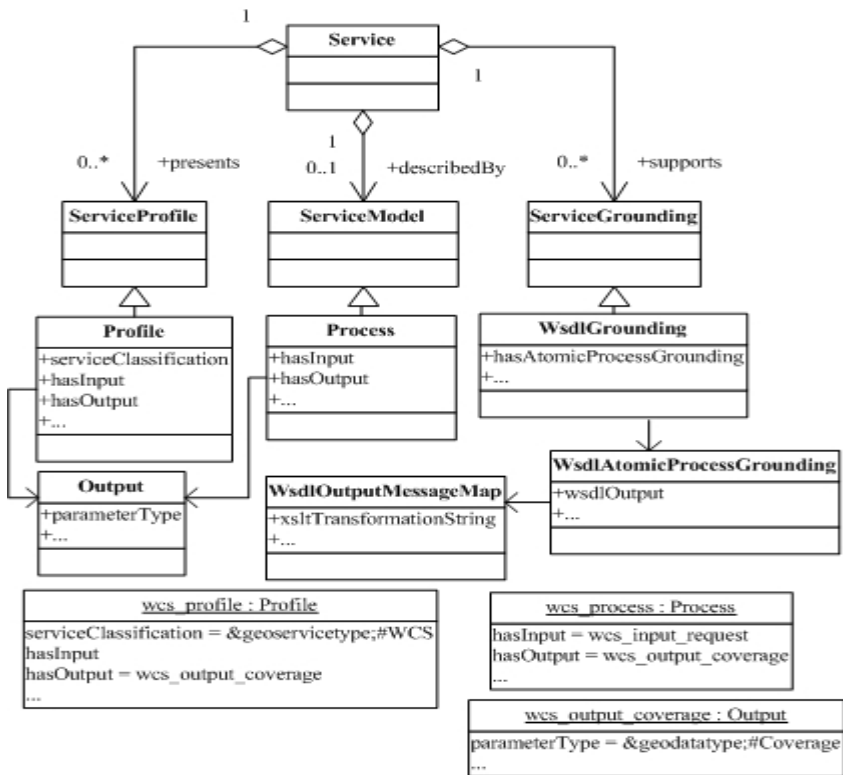 1
Service
1
1
0..* +presents
0..1 +describedBy
0..* +supports
ServiceProfile
ServiceModel
ServiceGrounding
Profile
+serviceClassification
+hasInput
+hasOutput
+...
Process
+hasInput
+hasOutput
+...
WsdlGrounding
+hasAtomicProcessGrounding
+...
Output
+parameterType
+...
WsdlOutputMessageMap
+xsltTransformationString
+...
WsdlAtomicProcessGrounding
+wsdlOutput
+...
wcs_profile : Profile
serviceClassification = &geoservicetype;#WCS
hasInput
hasOutput = wcs_output_coverage
...
wcs_process : Process
hasInput = wcs_input_request
hasOutput = wcs_output_coverage
...
wcs_output_coverage : Output
parameterType = &geodatatype;#Coverage
...